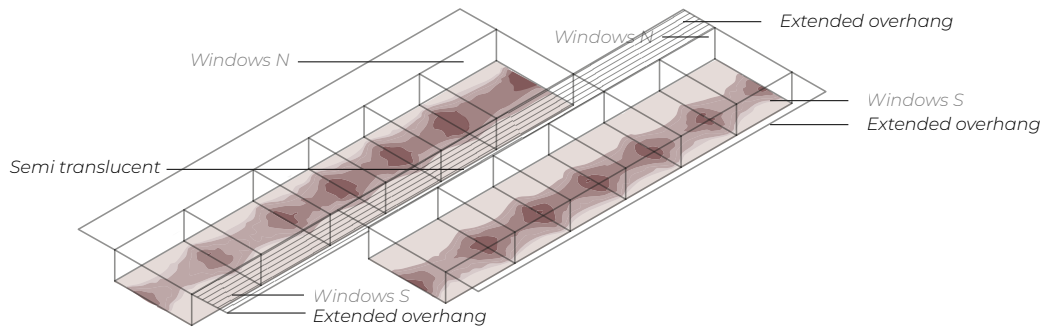 Extended overhang
Windows N
Windows N
Windows S
Extended overhang
Semi translucent
Windows S
Extended overhang